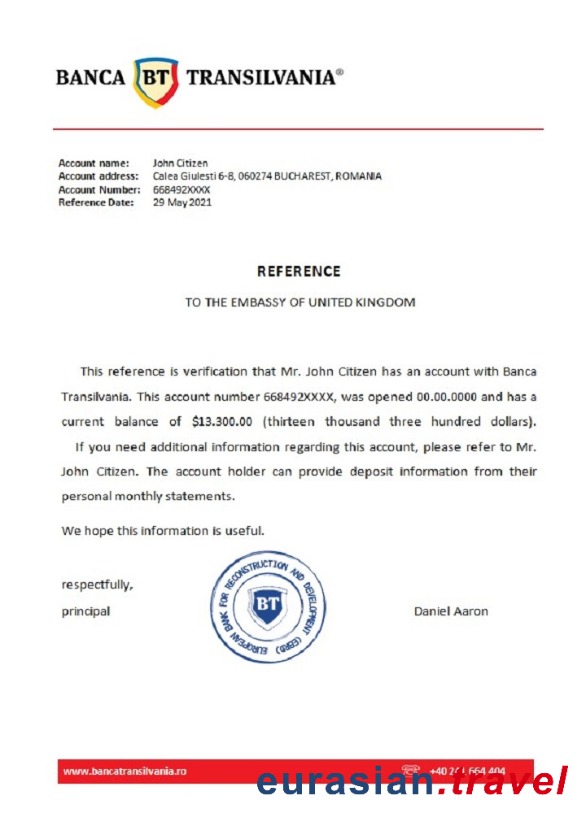 BANCA BT TRANSILVANIA®
Account name: John Citizen
Account address: Calea Giulesti 6-8, 060274 BUCHAREST, ROMANIA
Account Number: 668492XXXX
Reference Date: 29 May 2021
REFERENCE
TO THE EMBASSY OF UNITED KINGDOM
This reference is verification that Mr. John Citizen has an account with Banca
Transilvania. This account number 668492XXXX, was opened 00.00.0000 and has a
current balance of $13.300.00 (thirteen thousand three hundred dollars).
If you need additional information regarding this account, please refer to Mr.
John Citizen. The account holder can provide deposit information from their
personal monthly statements.
We hope this information is useful.
EUROPEAN BANK FOR RECONSTRUCTION AND DEVELOPMENT (EBRD)
BT
respectfully,
principal Daniel Aaron
www.bancatransilvania.ro +40 264 404
eurasian.travel